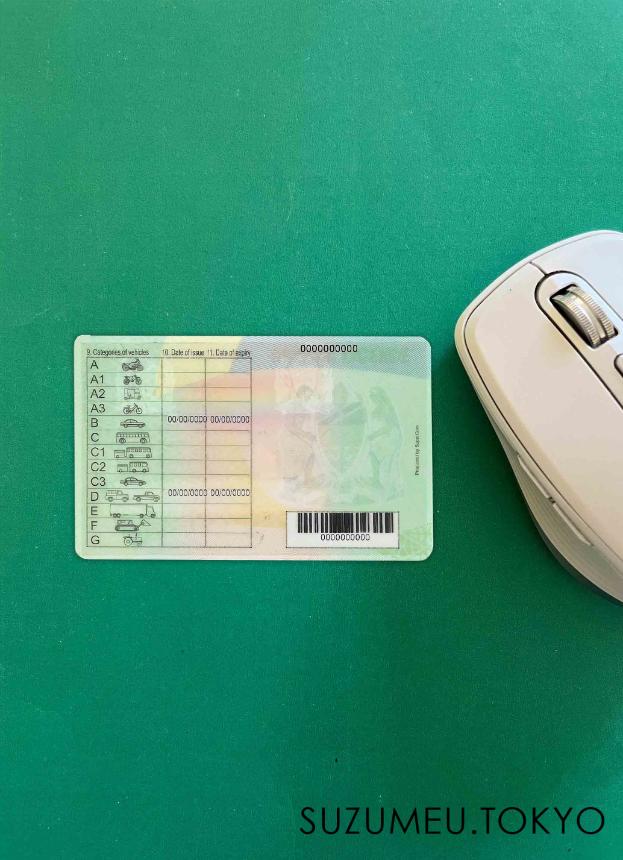 9. Categories of vehicles 10. Date of issue 11. Date of expiry
0000000000
A
A1
A2
A3
B 00/00/0000 00/00/0000
C
C1
C2
C3
D 00/00/0000 00/00/0000
E
F
G
0000000000
SUZUMEU.TOKYO